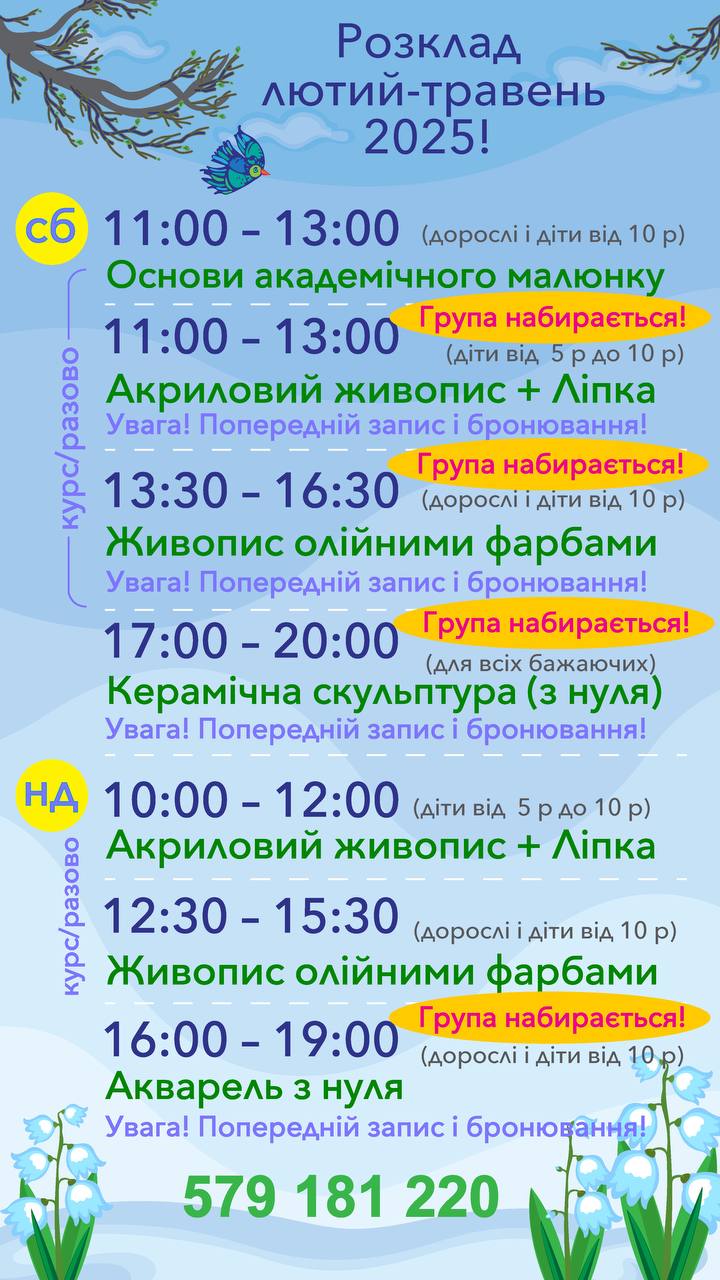 Розклад
лютий-травень
2025!
сб
11:00 – 13:00 (дорослі і діти від 10 р)
Основи академічного малюнку
Група набирається!
11:00 – 13:00 (діти від 5 р до 10 р)
Акриловий живопис + Ліпка
Увага! Попередній запис і бронювання!
курс/разово
Група набирається!
13:30 – 16:30 (дорослі і діти від 10 р)
Живопис олійними фарбами
Увага! Попередній запис і бронювання!
Група набирається!
17:00 – 20:00 (для всіх бажаючих)
Керамічна скульптура (з нуля)
Увага! Попередній запис і бронювання!
нд
10:00 – 12:00 (діти від 5 р до 10 р)
Акриловий живопис + Ліпка
курс/разово
12:30 – 15:30 (дорослі і діти від 10 р)
Живопис олійними фарбами
Група набирається!
16:00 – 19:00 (дорослі і діти від 10 р)
Акварель з нуля
Увага! Попередній запис і бронювання!
579 181 220